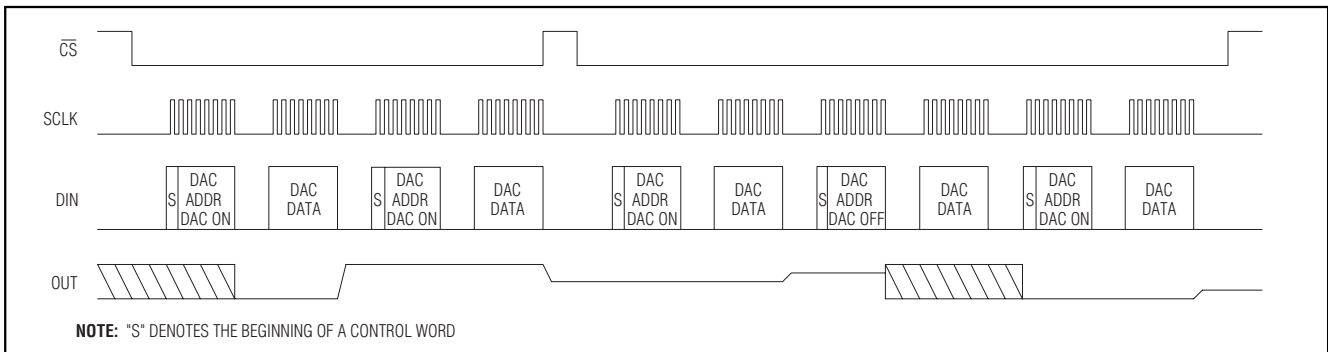 C̅S̅
SCLK
DIN
S DAC ADDR DAC ON
DAC DATA
S DAC ADDR DAC ON
DAC DATA
S DAC ADDR DAC ON
DAC DATA
S DAC ADDR DAC OFF
DAC DATA
S DAC ADDR DAC ON
DAC DATA
OUT
NOTE: "S" DENOTES THE BEGINNING OF A CONTROL WORD